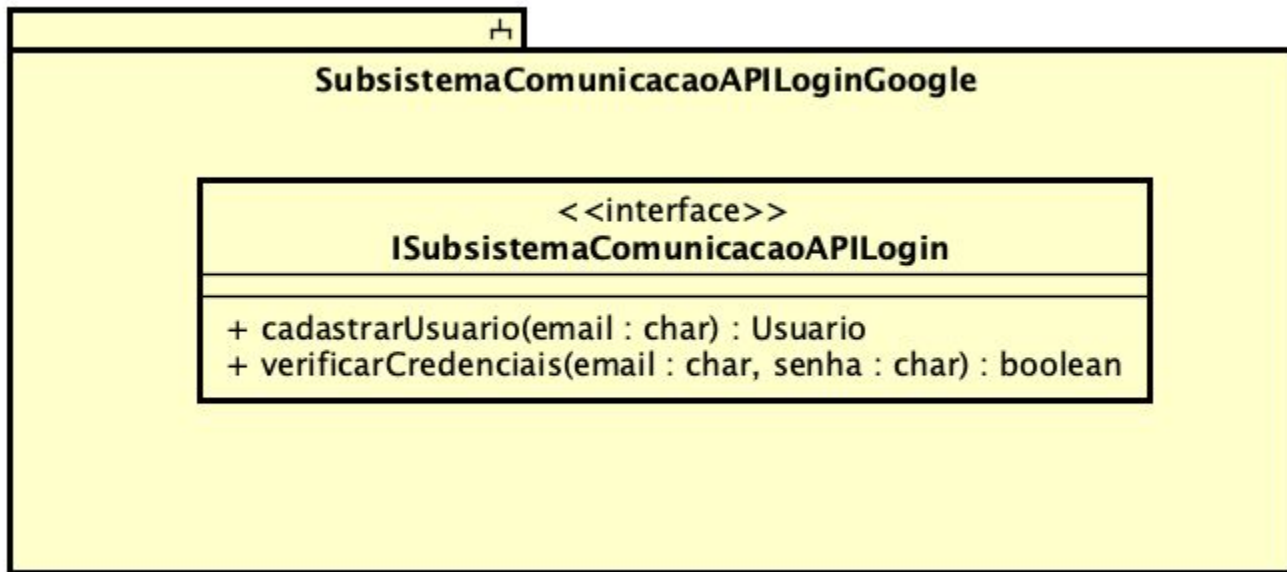 SubsistemaComunicacaoAPILoginGoogle
<<interface>>
ISubsistemaComunicacaoAPILogin
+ cadastrarUsuario(email : char) : Usuario
+ verificarCredenciais(email : char, senha : char) : boolean